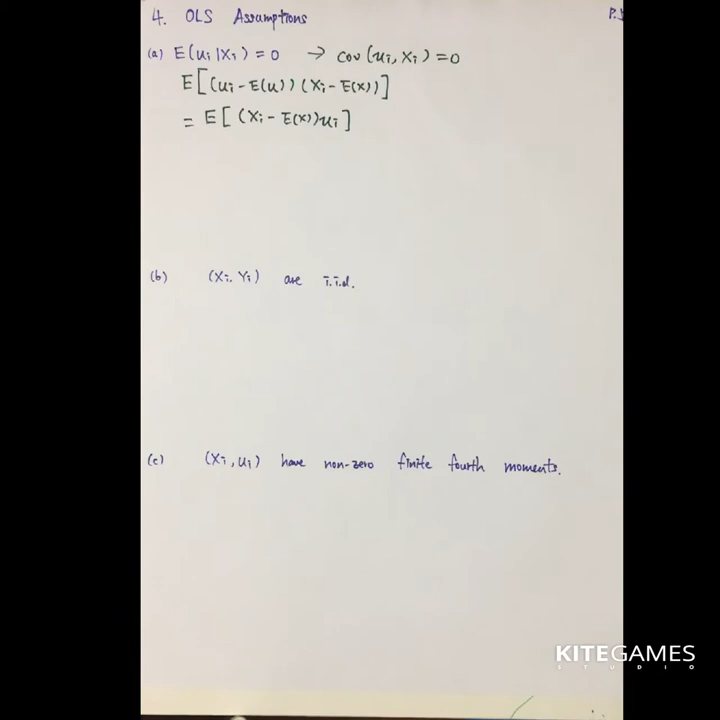 4. OLS Assumptions
(a) E(ui|Xi) = 0 → cov(ui, Xi) = 0
E[(ui - E(u))(Xi - E(x))]
= E[(Xi - E(x))ui]
(b) (Xi. Yi) are i.i.d.
(c) (Xi, ui) have non-zero finite fourth moments.
KITEGAMES
STUDIO